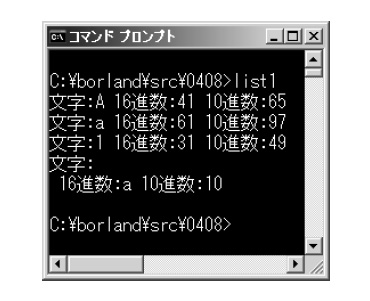 コマンド プロンプト
C:¥borland¥src¥0408>list1
文字:A 16進数:41 10進数:65
文字:a 16進数:61 10進数:97
文字:1 16進数:31 10進数:49
文字:
 16進数:a 10進数:10
C:¥borland¥src¥0408>